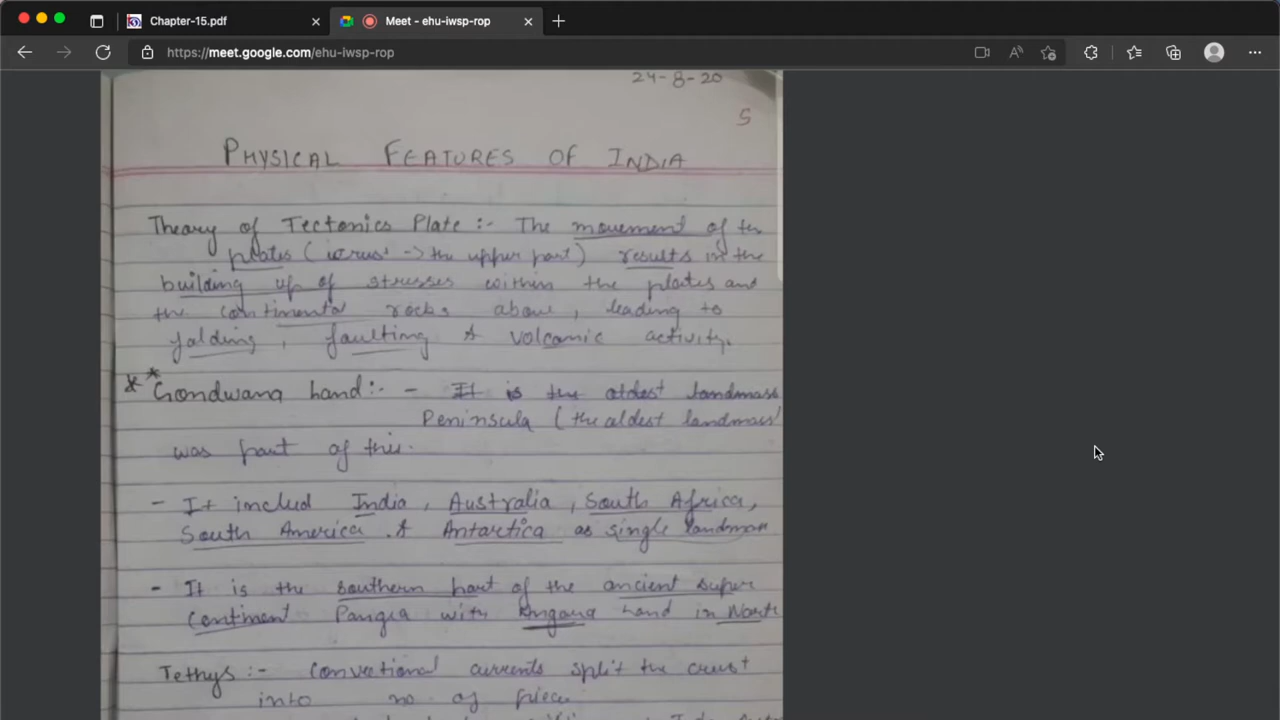 Chapter-15.pdf
Meet - ehu-iwsp-rop
https://meet.google.com/ehu-iwsp-rop
24-8-20
5
PHYSICAL FEATURES OF INDIA
Theory of Tectonics Plate :- The movement of the
plates ( -> the upper part) results in the
building up of stresses within the plates and
the continental rocks above, leading to
folding, faulting & volcanic activity.
** Gondwana Land :- - It is the oldest landmass
Peninsula (the oldest landmass)
was part of this.
- It includ India, Australia, South Africa,
South America & Antartica as single landmass
- It is the southern part of the ancient super
continent Pangea with Angara Land in North
Tethys :- Convectional currents split the crust
into no of pieces